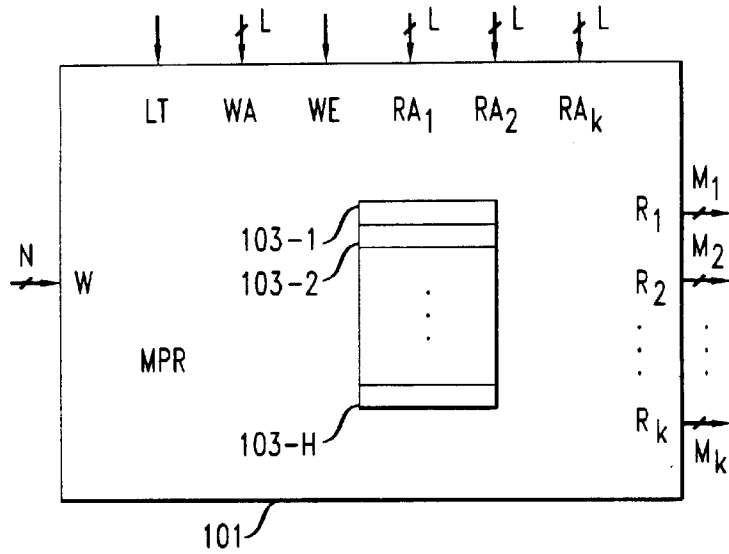 L L L L
LT WA WE RA1 RA2 RAk
M1
103-1 R1
N M2
103-2
W R2
MPR
Rk
103-H Mk
101